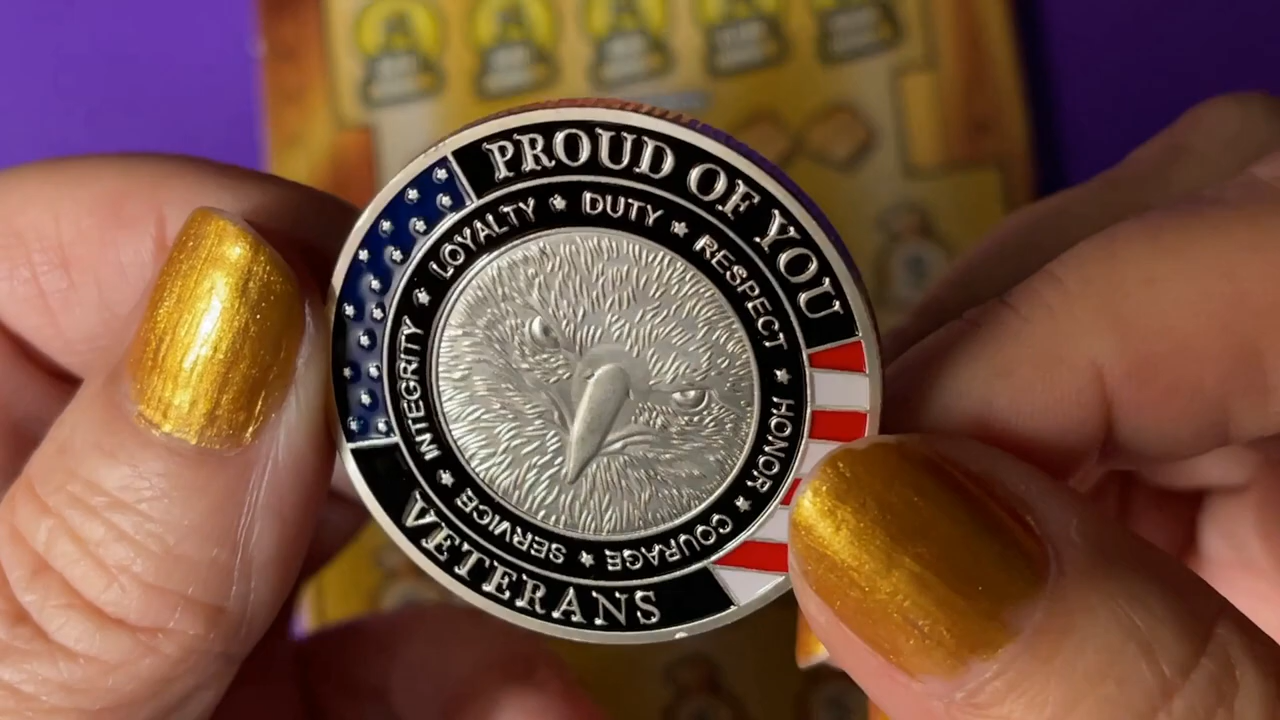 PROUD OF YOU
VETERANS
LOYALTY ★ DUTY ★ RESPECT ★ HONOR ★ COURAGE ★ SERVICE ★ INTEGRITY ★